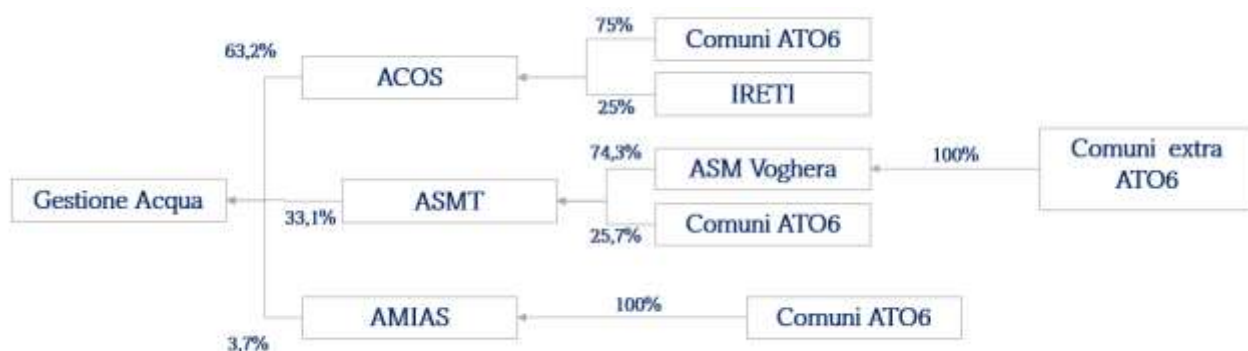 75%
Comuni ATO6
63,2%
ACOS
IRETI
25%
74,3%
ASM Voghera
100%
Comuni extra
ATO6
Gestione Acqua
33,1%
ASMT
25,7%
Comuni ATO6
AMIAS
100%
Comuni ATO6
3,7%